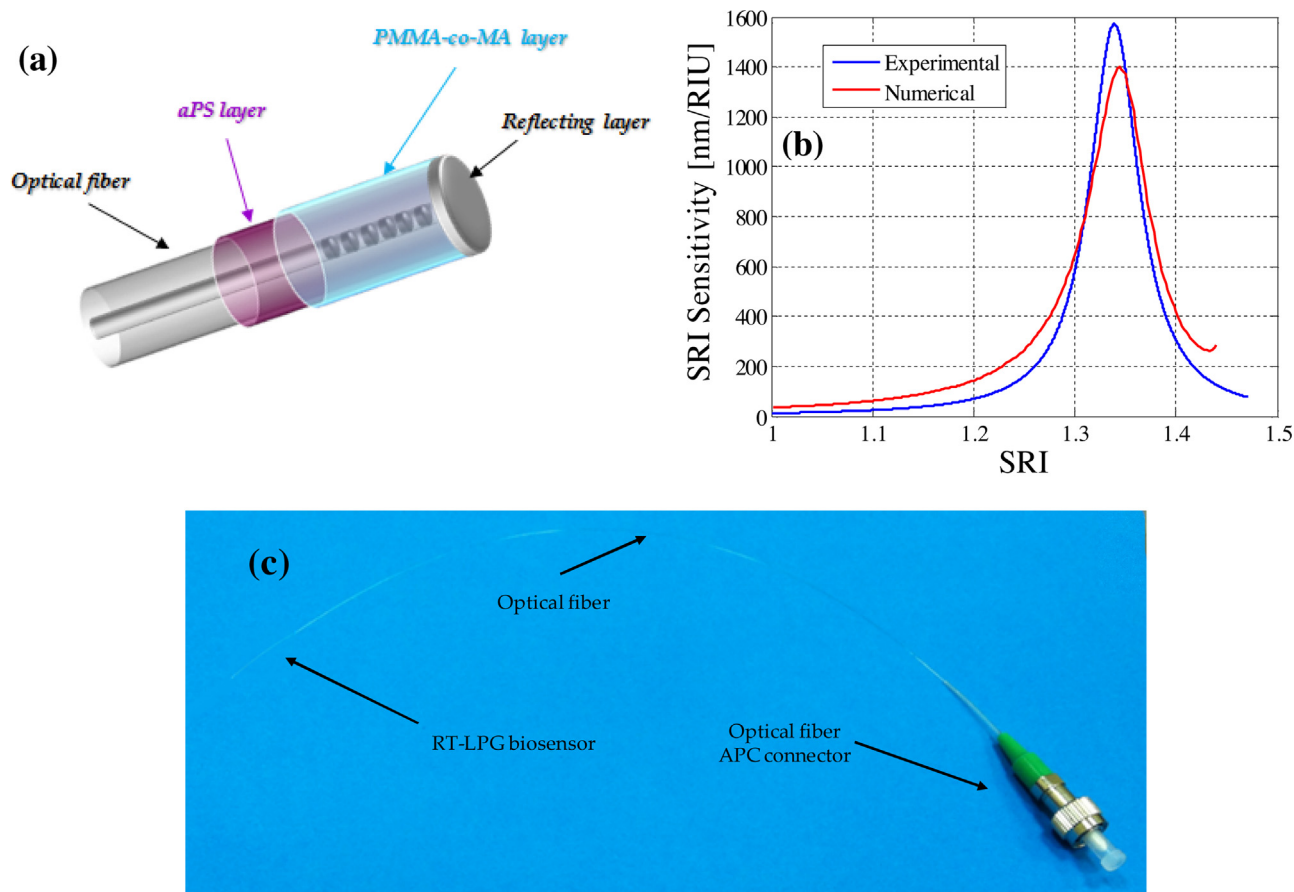 (a)
PMMA-co-MA layer
aPS layer
Reflecting layer
Optical fiber
(b)
Experimental
Numerical
SRI Sensitivity [nm/RIU]
1600
1400
1200
1000
800
600
400
200
0
1
1.1
1.2
1.3
1.4
1.5
SRI
(c)
Optical fiber
RT-LPG biosensor
Optical fiber
APC connector